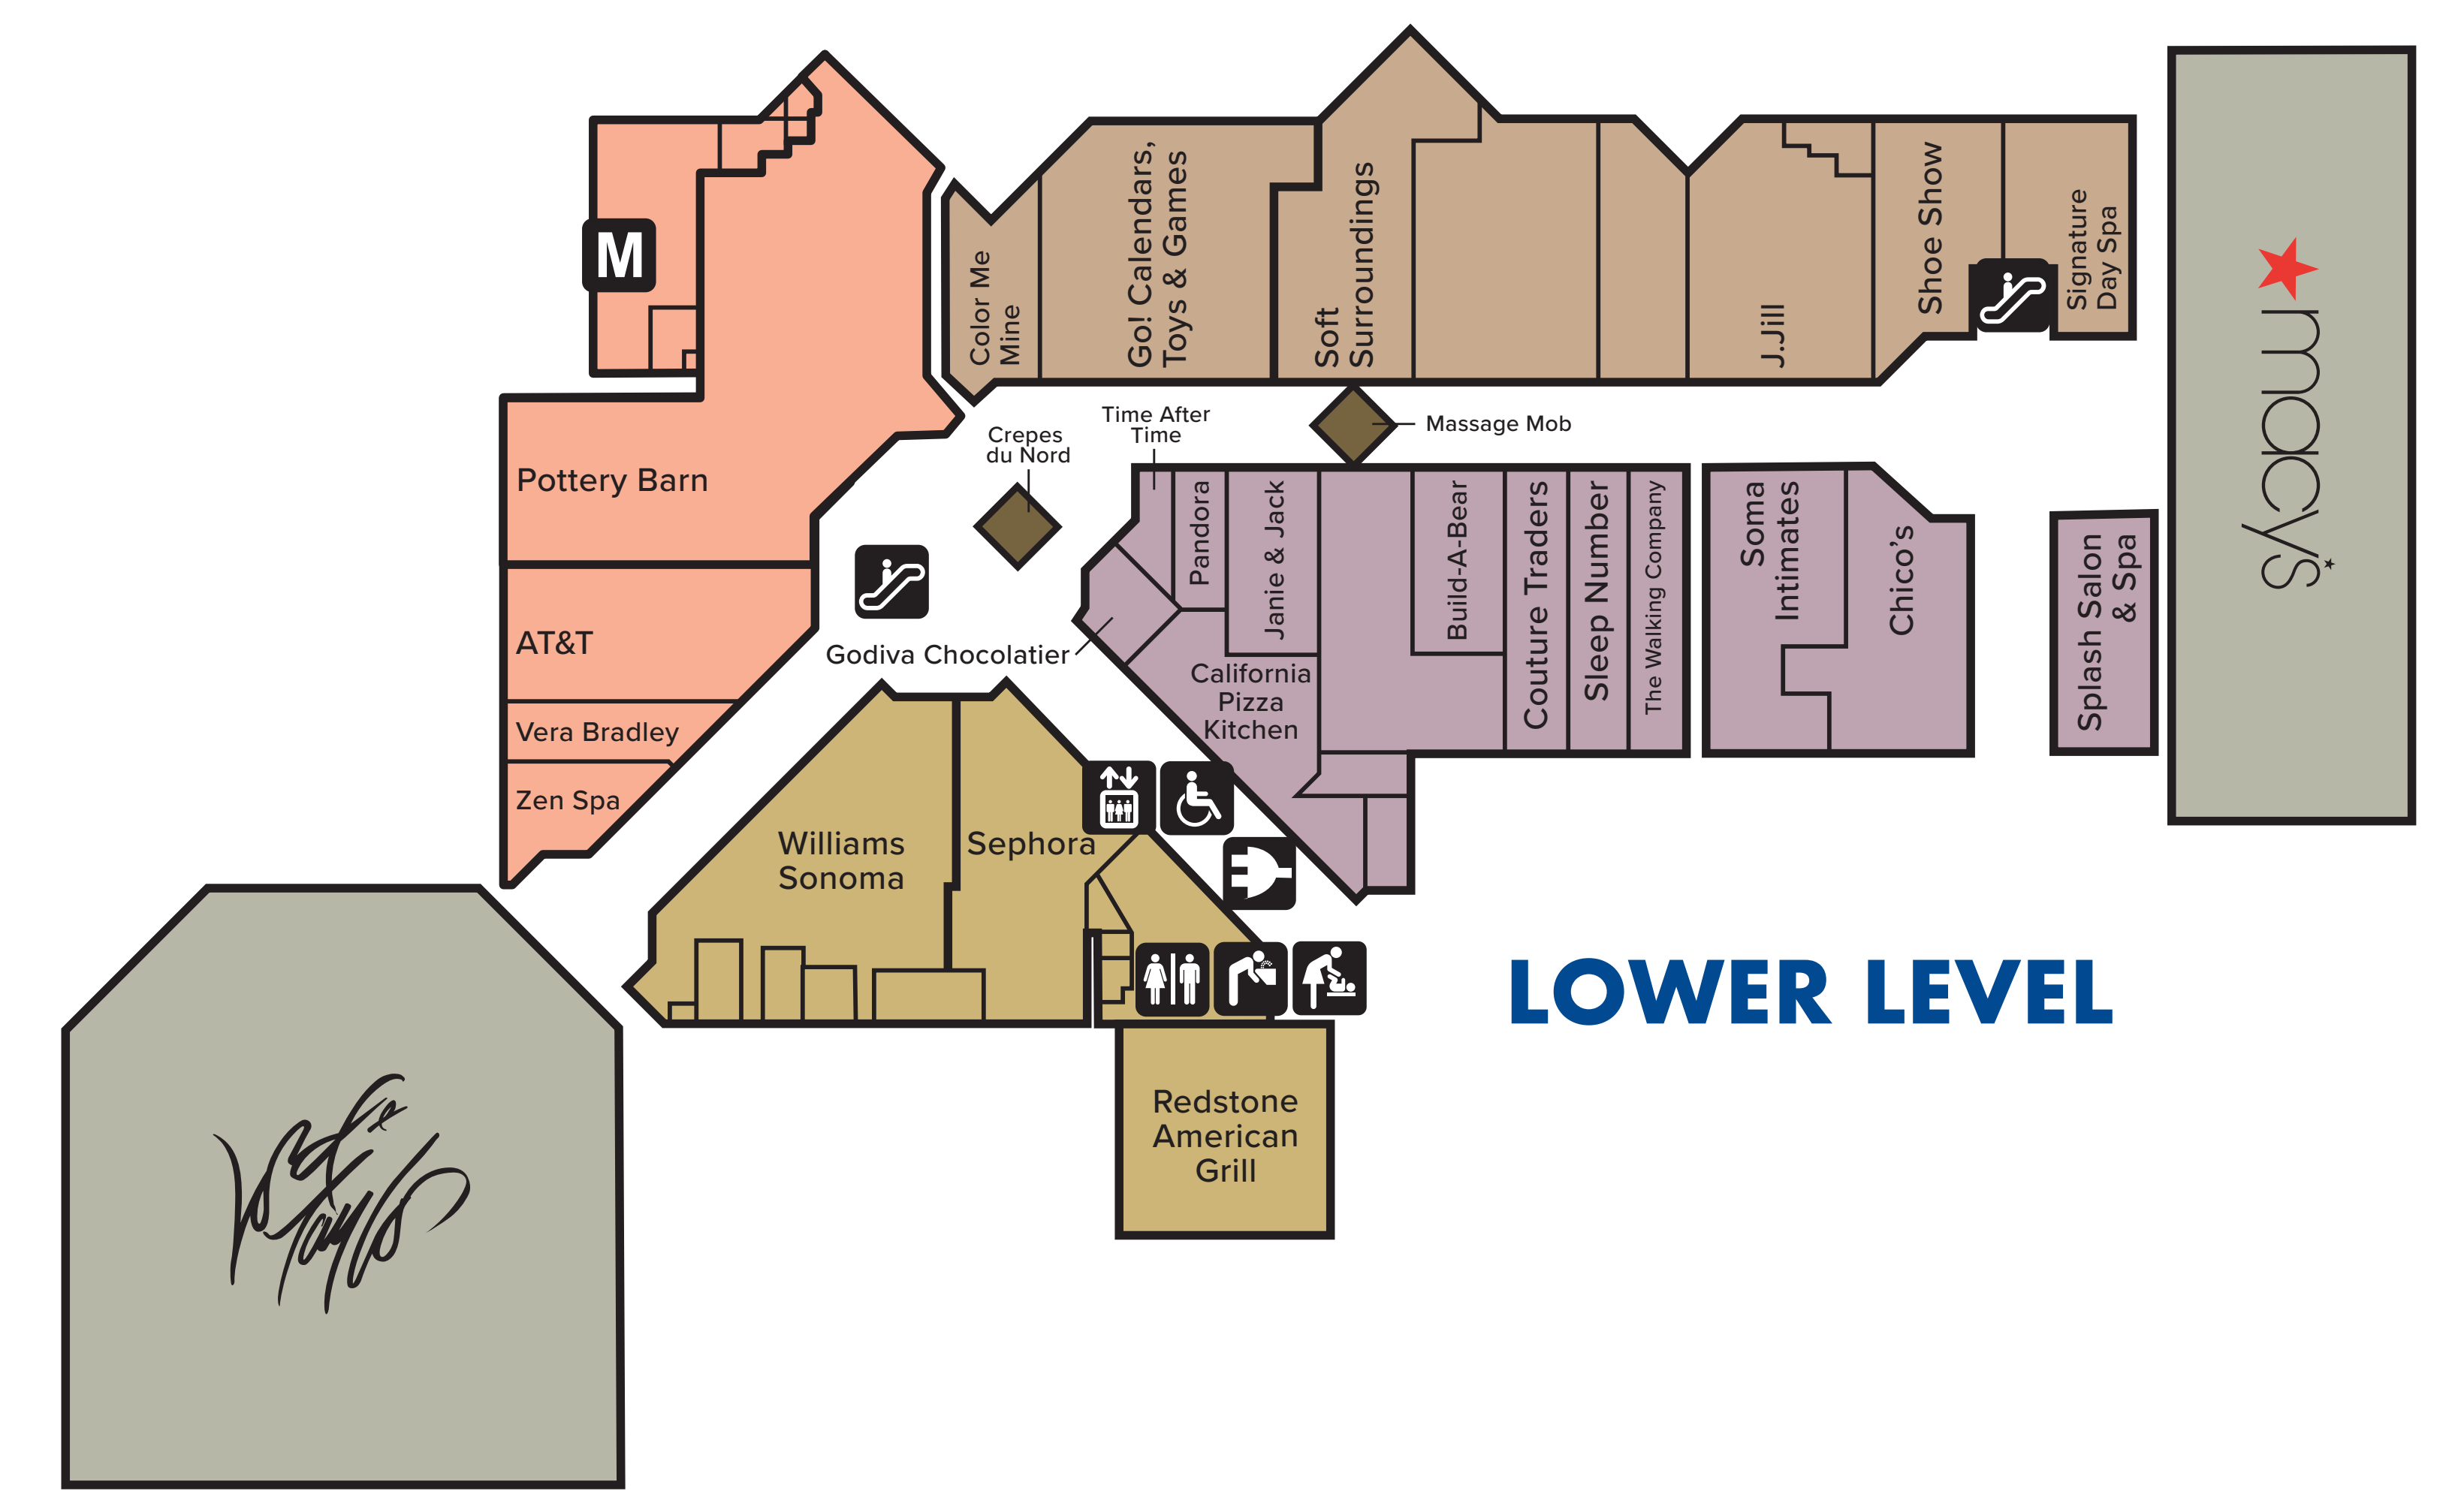 M
Color Me
Mine
Go! Calendars,
Toys & Games
Soft
Surroundings
J.Jill
Shoe Show
Signature
Day Spa
macy's
Time After
Time
Massage Mob
Crepes
du Nord
Pottery Barn
AT&T
Vera Bradley
Zen Spa
Godiva Chocolatier
Pandora
Janie & Jack
California
Pizza
Kitchen
Build-A-Bear
Couture Traders
Sleep Number
The Walking Company
Soma
Intimates
Chico's
Splash Salon
& Spa
Williams
Sonoma
Sephora
Redstone
American
Grill
LOWER LEVEL
Lord & Taylor